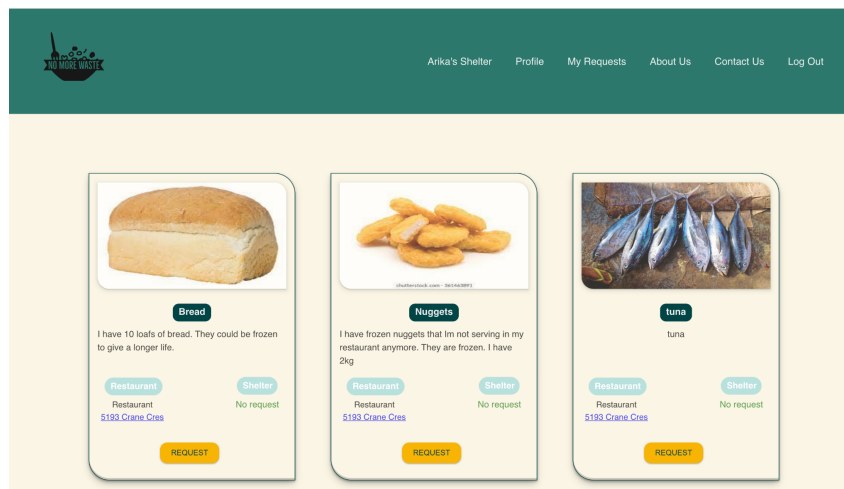 NO MORE WASTE
Arika's Shelter Profile My Requests About Us Contact Us Log Out
shutterstock.com · 361463891
Bread
I have 10 loafs of bread. They could be frozen
to give a longer life.
Restaurant Shelter
Restaurant No request
5193 Crane Cres
REQUEST
Nuggets
I have frozen nuggets that Im not serving in my
restaurant anymore. They are frozen. I have
2kg
Restaurant Shelter
Restaurant No request
5193 Crane Cres
REQUEST
tuna
tuna
Restaurant Shelter
Restaurant No request
5193 Crane Cres
REQUEST